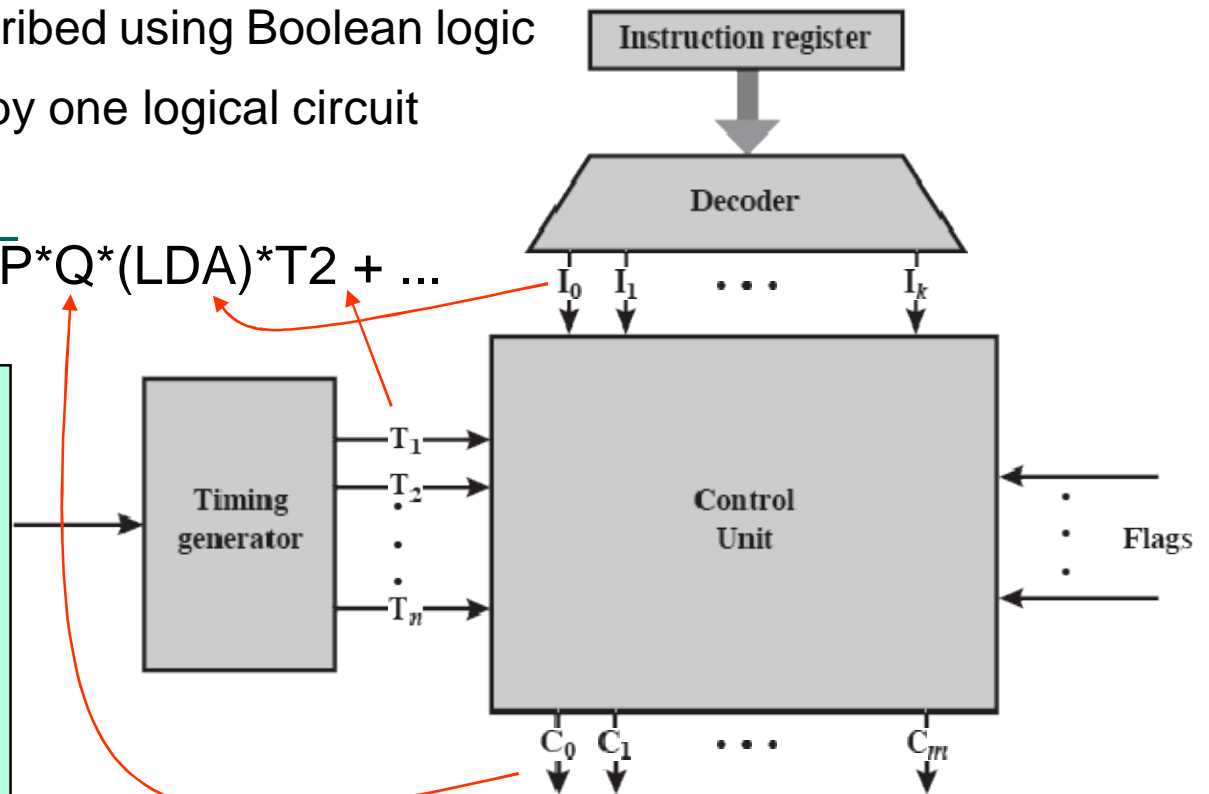 ribed using Boolean logic
by one logical circuit
P*Q*(LDA)*T2 + ...
Instruction register
Decoder
I0 I1 • • • Ik
Timing
generator
T1
T2
Tn
Control
Unit
Flags
C0 C1 • • • Cm